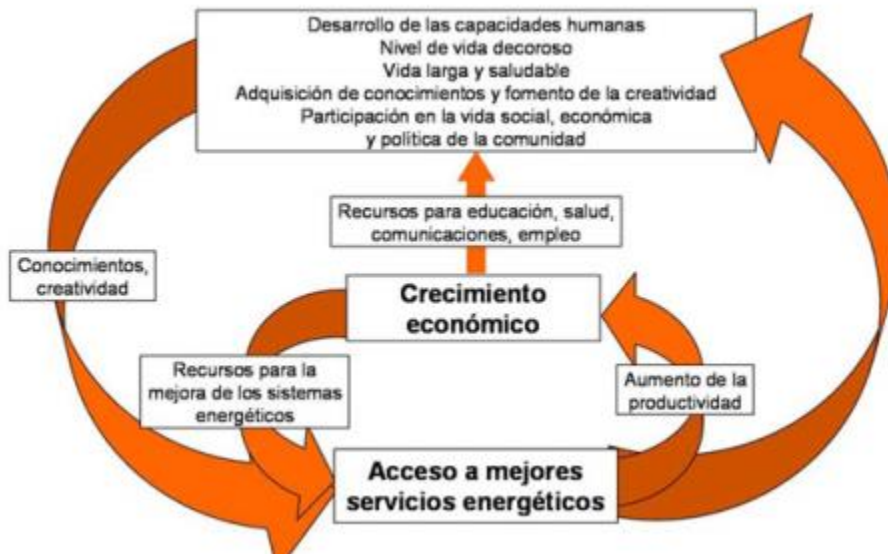 Desarrollo de las capacidades humanas
Nivel de vida decoroso
Vida larga y saludable
Adquisición de conocimientos y fomento de la creatividad
Participación en la vida social, económica
y política de la comunidad
Recursos para educación, salud,
comunicaciones, empleo
Conocimientos,
creatividad
Crecimiento
económico
Recursos para la
mejora de los sistemas
energéticos
Aumento de la
productividad
Acceso a mejores
servicios energéticos